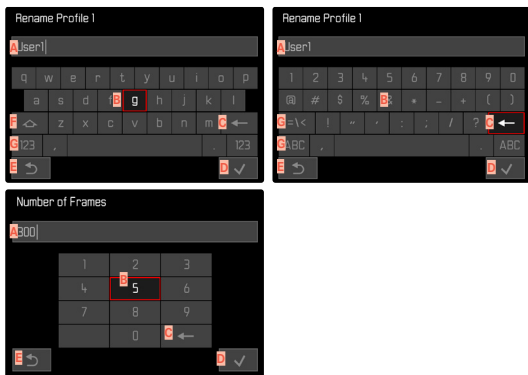 Rename Profile 1
A User1
q w e r t y u i o p
a s d f B g h j k l
F z x c v b n m C ←
G 123 , . 123
E D ✓
Rename Profile 1
A User1
1 2 3 4 5 6 7 8 9 0
@ # $ % B & * - + ( )
G =\< ! " ' : ; / ? C ←
G ABC , . ABC
E D ✓
Number of Frames
A 300
1 2 3
4 B 5 6
7 8 9
0 C ←
E D ✓